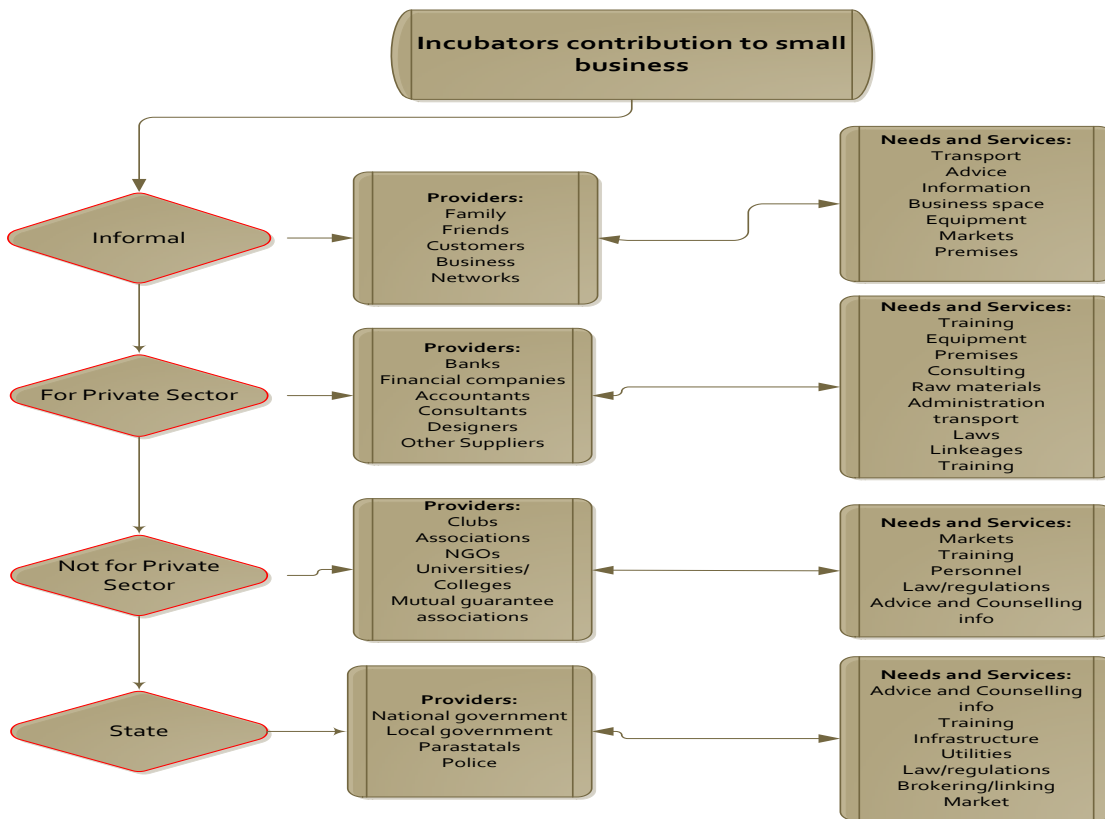 Incubators contribution to small
business
Informal
Providers:
Family
Friends
Customers
Business
Networks
Needs and Services:
Transport
Advice
Information
Business space
Equipment
Markets
Premises
For Private Sector
Providers:
Banks
Financial companies
Accountants
Consultants
Designers
Other Suppliers
Needs and Services:
Training
Equipment
Premises
Consulting
Raw materials
Administration
transport
Laws
Linkeages
Training
Not for Private
Sector
Providers:
Clubs
Associations
NGOs
Universities/
Colleges
Mutual guarantee
associations
Needs and Services:
Markets
Training
Personnel
Law/regulations
Advice and Counselling
info
State
Providers:
National government
Local government
Parastatals
Police
Needs and Services:
Advice and Counselling
info
Training
Infrastructure
Utilities
Law/regulations
Brokering/linking
Market